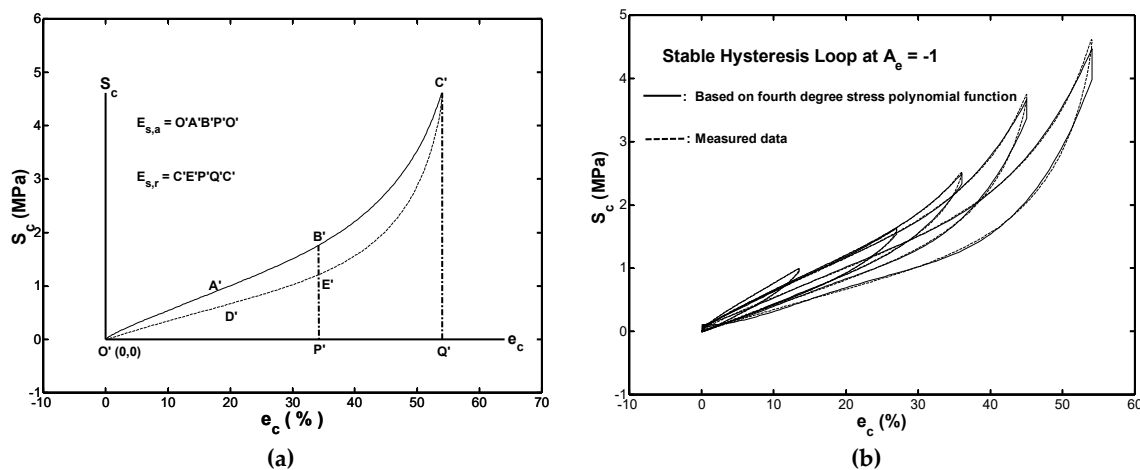 6
5
4
3
2
1
0
-1
-10 0 10 20 30 40 50 60 70
S_c (MPa)
e_c ( % )
S_c
C'
E_s,a = O'A'B'P'O'
E_s,r = C'E'P'Q'C'
B'
A'
E'
D'
O' (0,0)
P'
Q'
e_c
(a)
5
4
3
2
1
0
-1
-10 0 10 20 30 40 50 60
S_c (MPa)
e_c (%)
Stable Hysteresis Loop at A_e = -1
: Based on fourth degree stress polynomial function
: Measured data
(b)